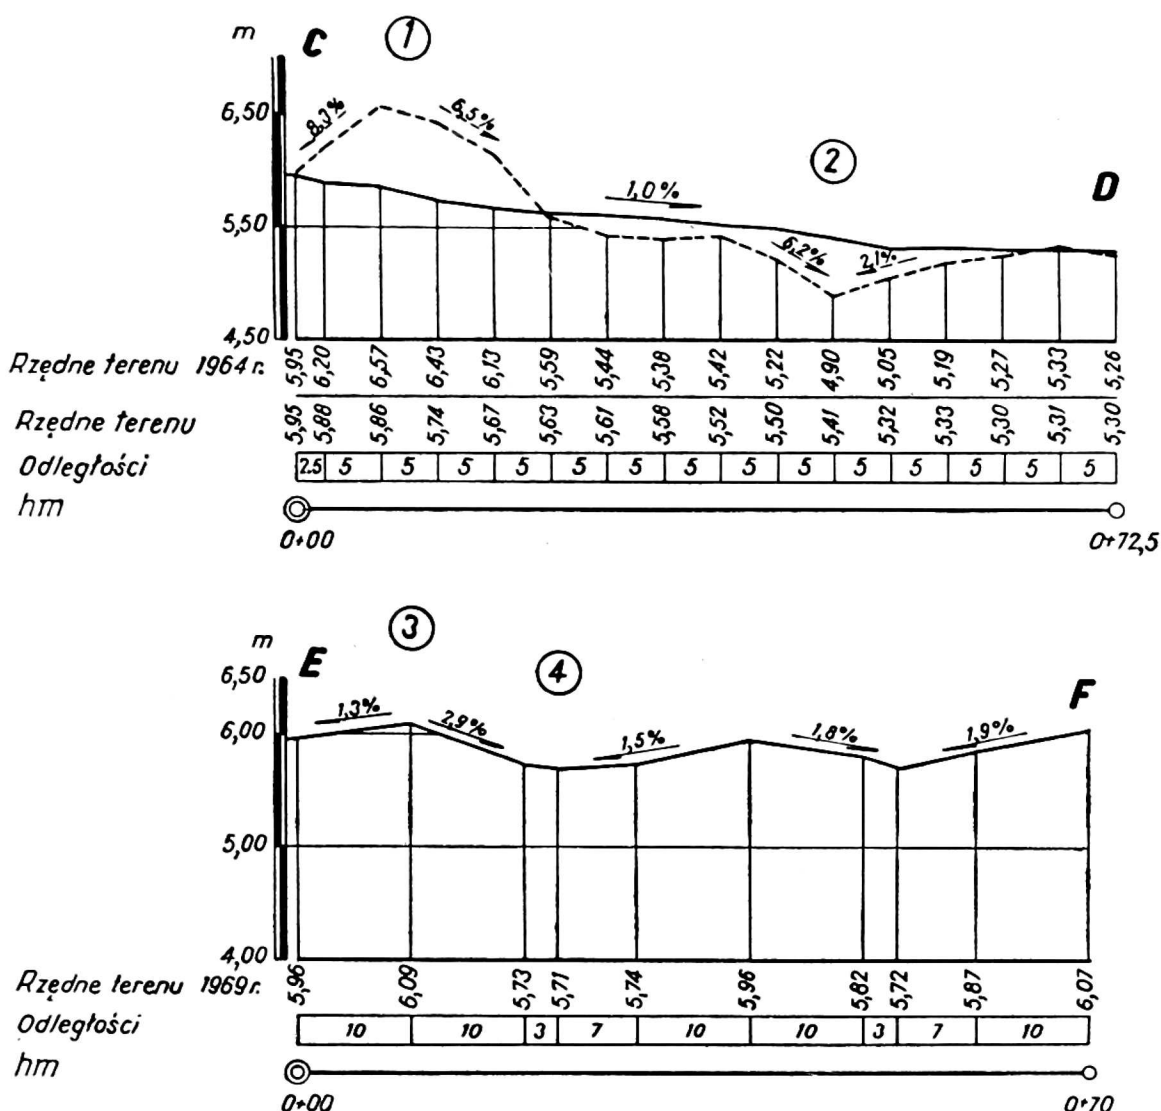 m C 1
6,50
8,3% 6,5%
2
1,0% D
5,50
6,2% 2,1%
4,50
Rzędne terenu 1964 r. 5,95 6,20 6,57 6,43 6,13 5,59 5,44 5,38 5,42 5,22 4,90 5,05 5,19 5,27 5,33 5,26
Rzędne terenu 5,95 5,88 5,86 5,74 5,67 5,63 5,61 5,58 5,52 5,50 5,41 5,32 5,33 5,30 5,31 5,30
Odległości 2.5 5 5 5 5 5 5 5 5 5 5 5 5 5 5
hm
0+00 0+72,5
3
m E 4
6,50 F
1,3% 2,9% 1,5% 1,8% 1,9%
6,00
5,00
4,00
Rzędne terenu 1969 r. 5,96 6,09 5,73 5,71 5,74 5,96 5,82 5,72 5,87 6,07
Odległości 10 10 3 7 10 10 3 7 10
hm
0+00 0+70